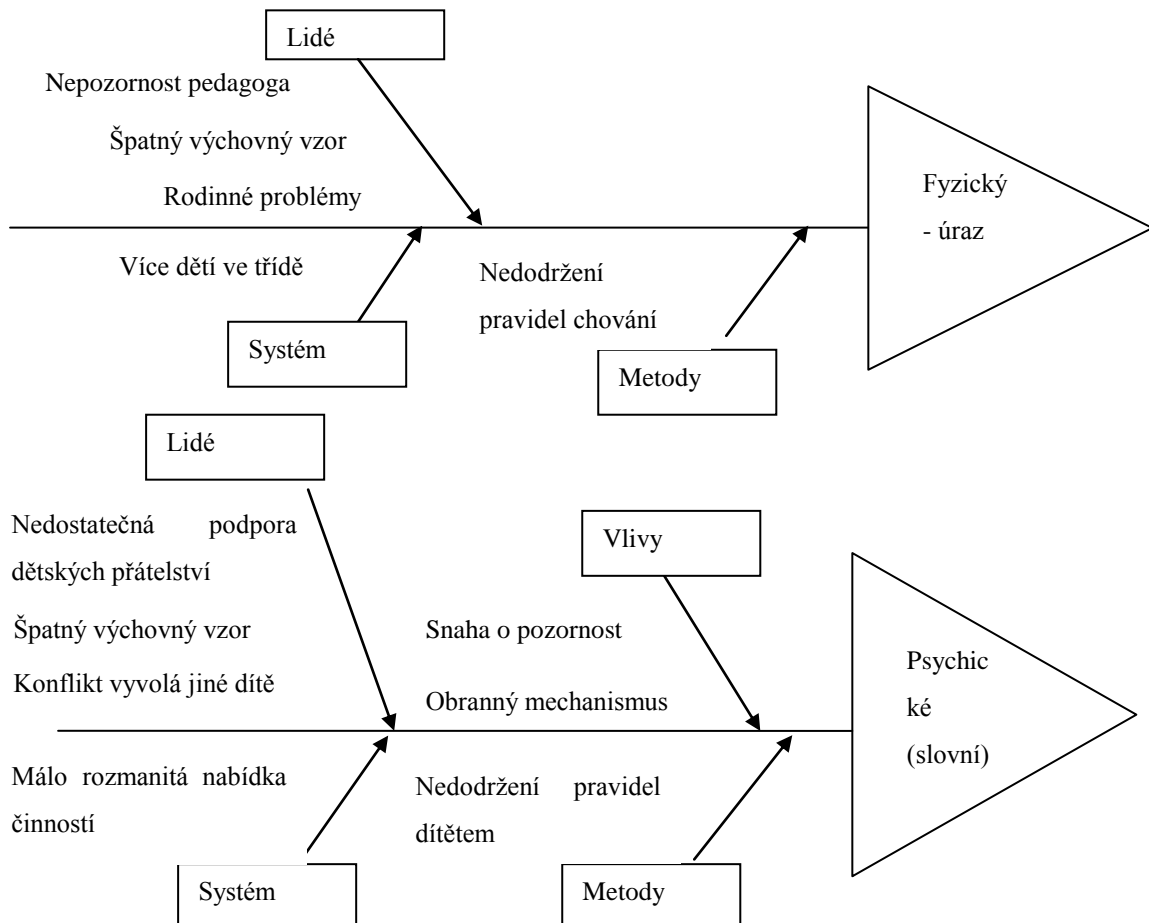 Lidé
Nepozornost pedagoga
Špatný výchovný vzor
Rodinné problémy
Fyzický
- úraz
Více dětí ve třídě
Nedodržení
pravidel chování
Systém
Metody
Lidé
Nedostatečná podpora
dětských přátelství
Špatný výchovný vzor
Konflikt vyvolá jiné dítě
Vlivy
Snaha o pozornost
Obranný mechanismus
Psychic
ké
(slovní)
Málo rozmanitá nabídka
činností
Nedodržení pravidel
dítětem
Systém
Metody